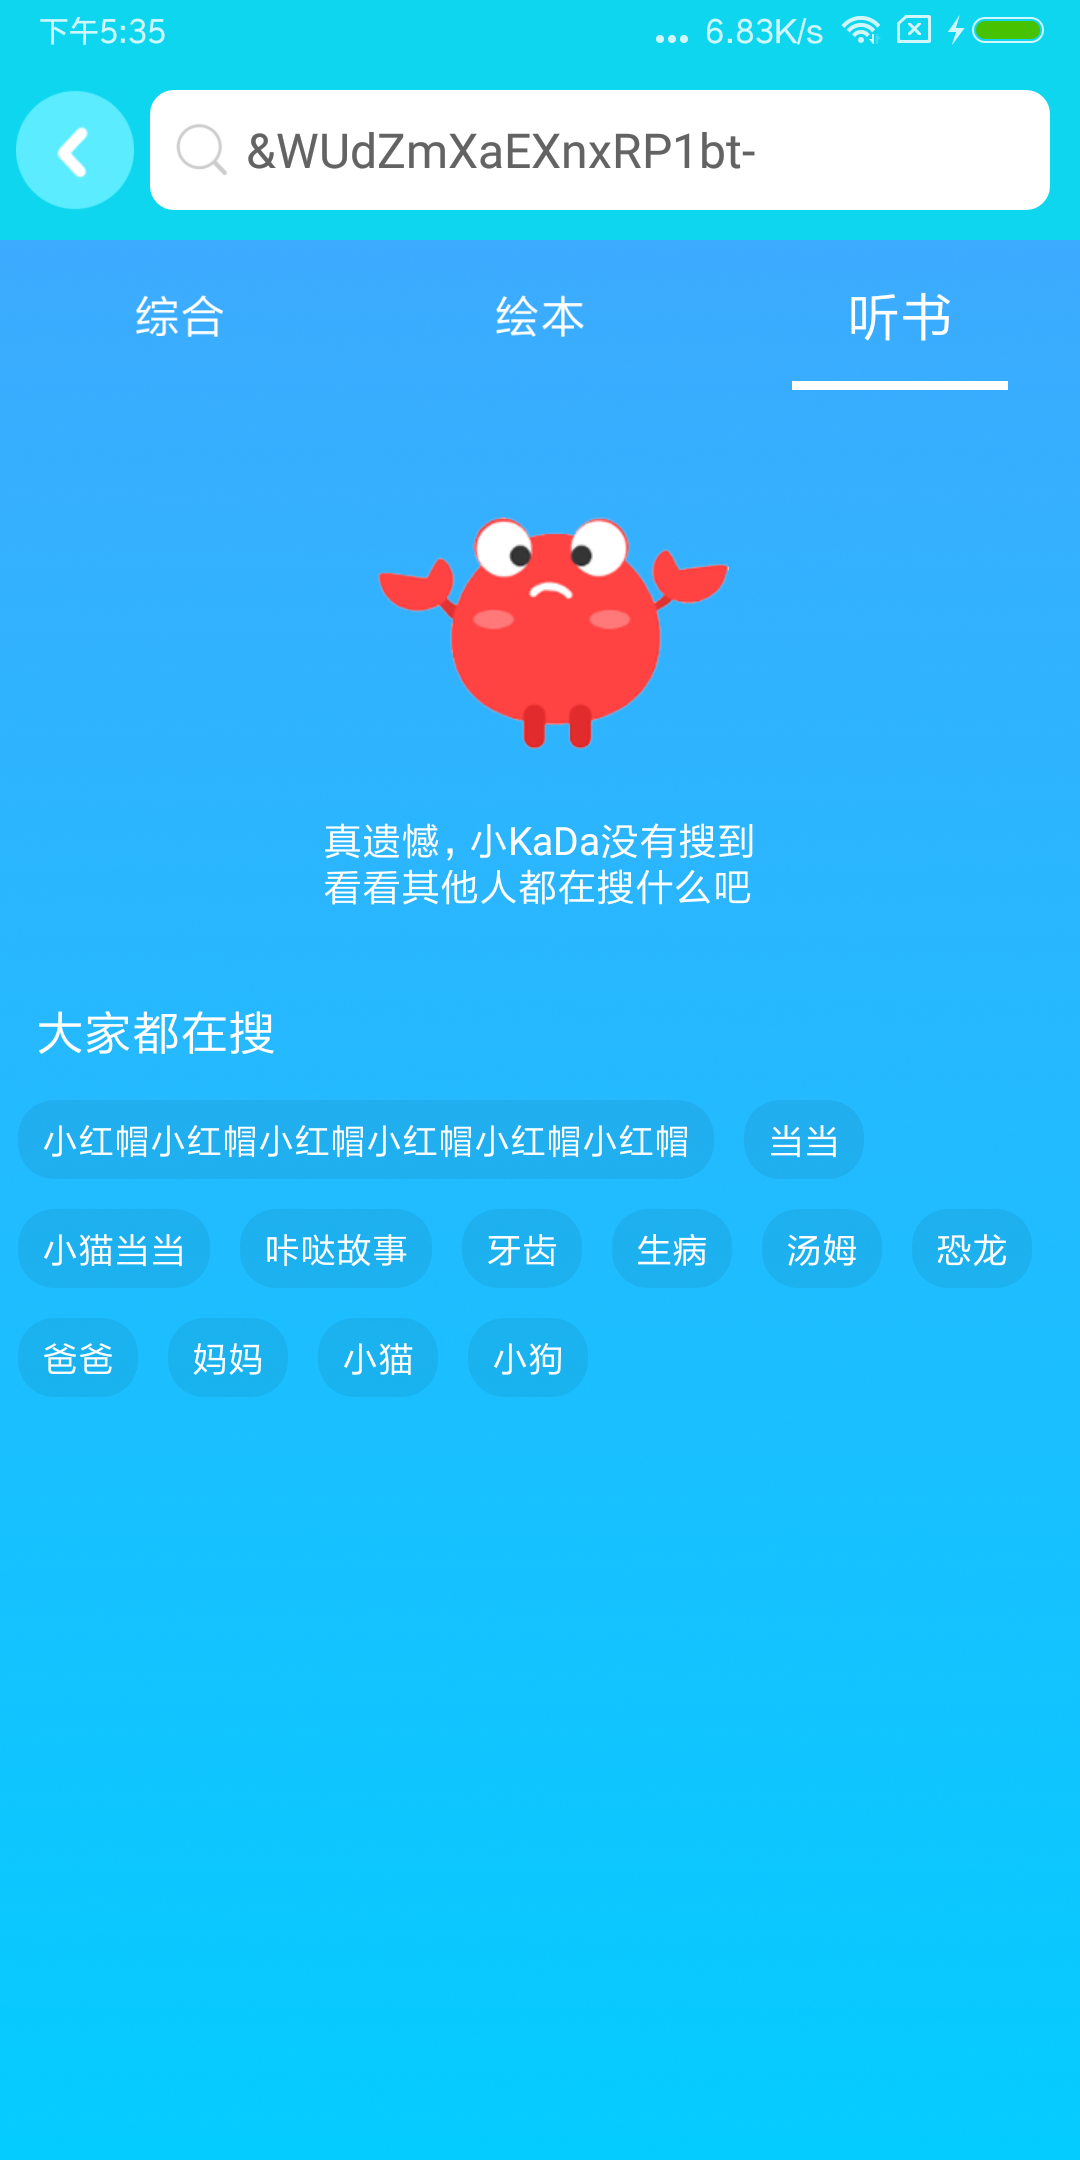 下午5:35
... 6.83K/s
&WUdZmXaEXnxRP1bt-
综合 绘本 听书
真遗憾，小KaDa没有搜到
看看其他人都在搜什么吧
大家都在搜
小红帽小红帽小红帽小红帽小红帽小红帽 当当
小猫当当 咔哒故事 牙齿 生病 汤姆 恐龙
爸爸 妈妈 小猫 小狗